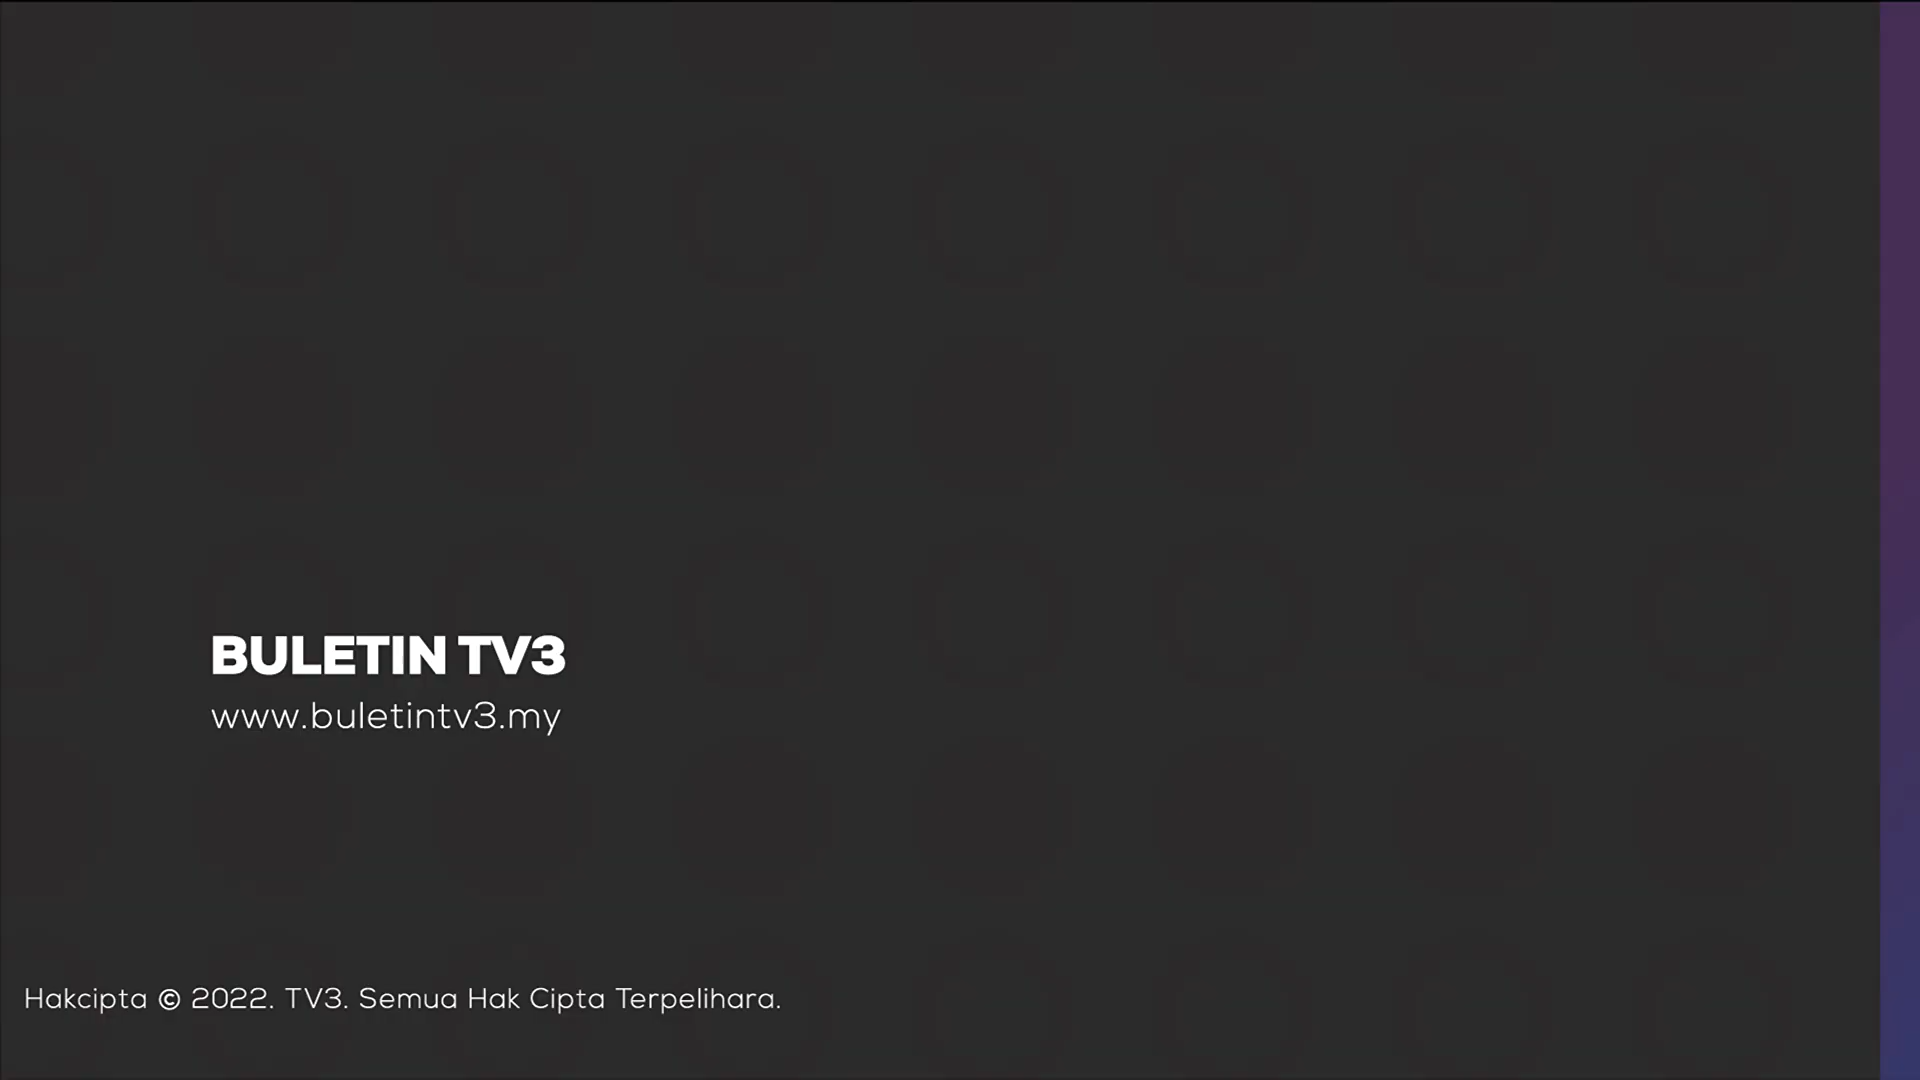 BULETIN TV3
www.buletintv3.my
Hakcipta © 2022. TV3. Semua Hak Cipta Terpelihara.